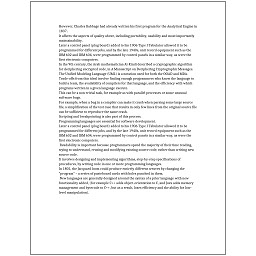 However, Charles Babbage had already written his first program for the Analytical Engine in
1837.
It affects the aspects of quality above, including portability, usability and most importantly
maintainability.
Later a control panel (plug board) added to his 1906 Type I Tabulator allowed it to be
programmed for different jobs, and by the late 1940s, unit record equipment such as the
IBM 602 and IBM 604, were programmed by control panels in a similar way, as were the
first electronic computers.
In the 9th century, the Arab mathematician Al-Kindi described a cryptographic algorithm
for deciphering encrypted code, in A Manuscript on Deciphering Cryptographic Messages.
The Unified Modeling Language (UML) is a notation used for both the OOAD and MDA.
Trade-offs from this ideal involve finding enough programmers who know the language to
build a team, the availability of compilers for that language, and the efficiency with which
programs written in a given language execute.
This can be a non-trivial task, for example as with parallel processes or some unusual
software bugs.
For example, when a bug in a compiler can make it crash when parsing some large source
file, a simplification of the test case that results in only few lines from the original source file
can be sufficient to reproduce the same crash.
Scripting and breakpointing is also part of this process.
Programming languages are essential for software development.
Later a control panel (plug board) added to his 1906 Type I Tabulator allowed it to be
programmed for different jobs, and by the late 1940s, unit record equipment such as the
IBM 602 and IBM 604, were programmed by control panels in a similar way, as were the
first electronic computers.
Readability is important because programmers spend the majority of their time reading,
trying to understand, reusing and modifying existing source code, rather than writing new
source code.
It involves designing and implementing algorithms, step-by-step specifications of
procedures, by writing code in one or more programming languages.
In 1801, the Jacquard loom could produce entirely different weaves by changing the
"program" – a series of pasteboard cards with holes punched in them.
New languages are generally designed around the syntax of a prior language with new
functionality added, (for example C++ adds object-orientation to C, and Java adds memory
management and bytecode to C++, but as a result, loses efficiency and the ability for low-
level manipulation).